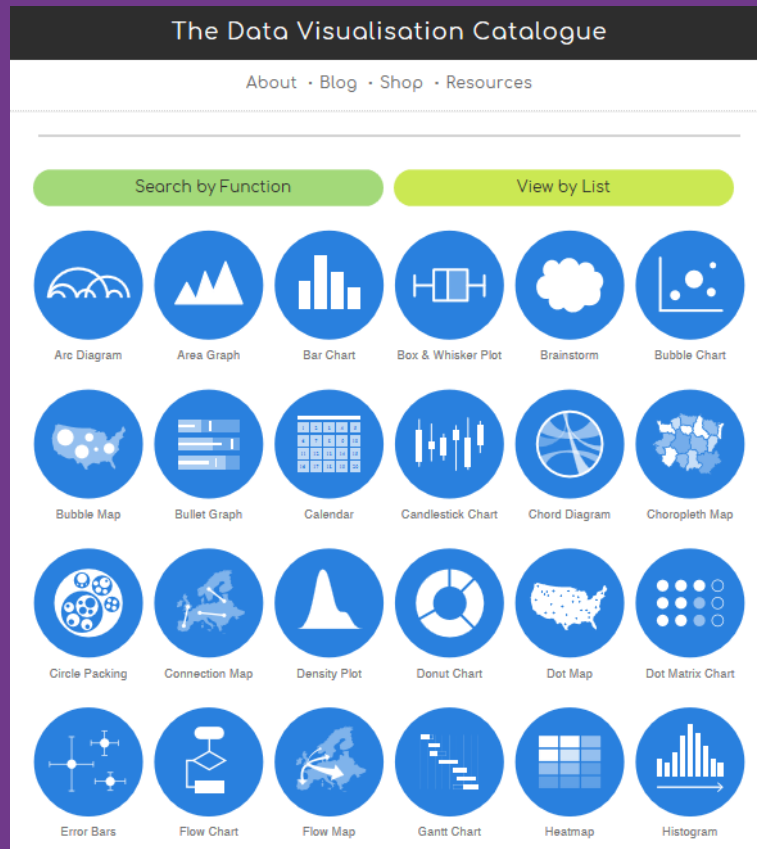 The Data Visualisation Catalogue
About · Blog · Shop · Resources
Search by Function
View by List
Arc Diagram
Area Graph
Bar Chart
Box & Whisker Plot
Brainstorm
Bubble Chart
Bubble Map
Bullet Graph
Calendar
Candlestick Chart
Chord Diagram
Choropleth Map
Circle Packing
Connection Map
Density Plot
Donut Chart
Dot Map
Dot Matrix Chart
Error Bars
Flow Chart
Flow Map
Gantt Chart
Heatmap
Histogram